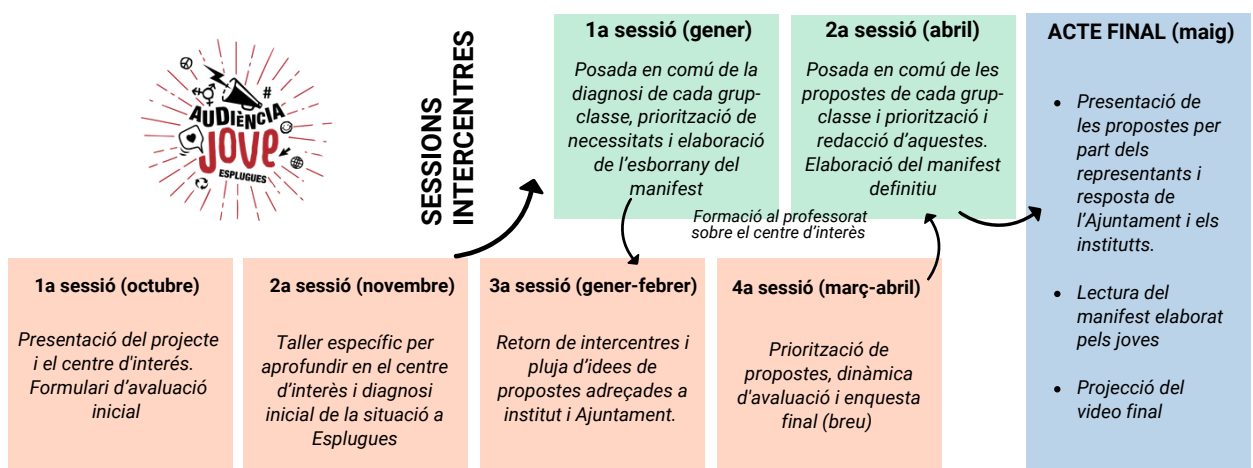 AUDIÈNCIA
JOVE
ESPLUGUES
#
SESSIONS
INTERCENTRES
1a sessió (gener)
Posada en comú de la
diagnosi de cada grup-
classe, priorització de
necessitats i elaboració
de l'esborrany del
manifest
2a sessió (abril)
Posada en comú de les
propostes de cada grup-
classe i priorització i
redacció d'aquestes.
Elaboració del manifest
definitiu
ACTE FINAL (maig)
• Presentació de
les propostes per
part dels
representants i
resposta de
l'Ajuntament i els
institutts.
• Lectura del
manifest elaborat
pels joves
• Projecció del
video final
Formació al professorat
sobre el centre d'interès
1a sessió (octubre)
Presentació del projecte
i el centre d'interés.
Formulari d'avaluació
inicial
2a sessió (novembre)
Taller específic per
aprofundir en el centre
d'interès i diagnosi
inicial de la situació a
Esplugues
3a sessió (gener-febrer)
Retorn de intercentres i
pluja d'idees de
propostes adreçades a
institut i Ajuntament.
4a sessió (març-abril)
Priorització de
propostes, dinàmica
d'avaluació i enquesta
final (breu)